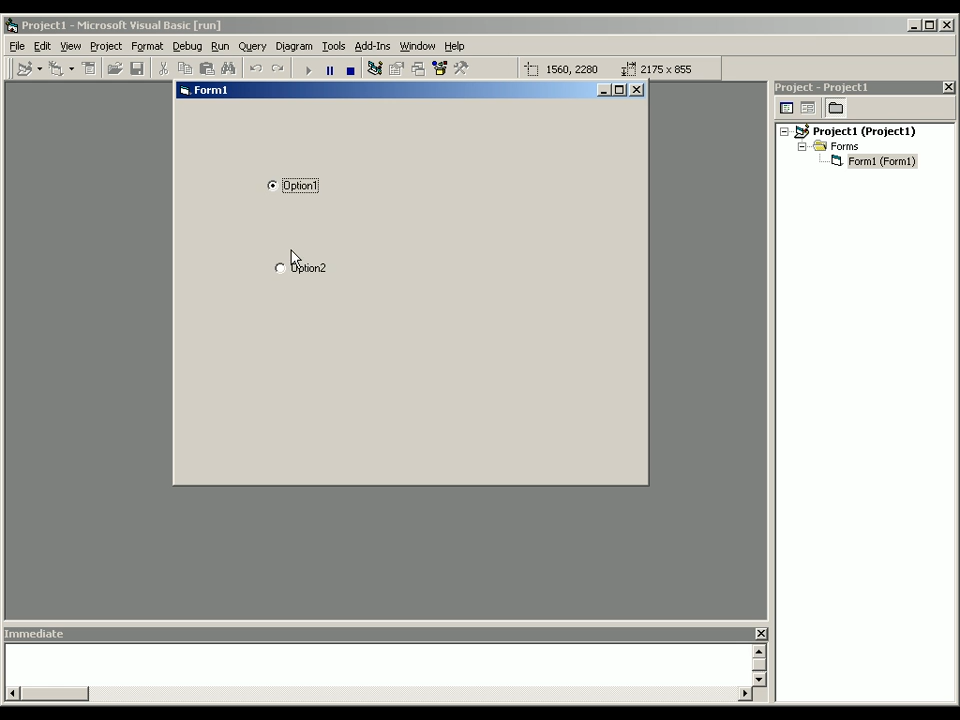 Project1 - Microsoft Visual Basic [run]
File Edit View Project Format Debug Run Query Diagram Tools Add-Ins Window Help
1560, 2280 2175 x 855
Form1
Project - Project1
Project1 (Project1)
Forms
Form1 (Form1)
Option1
Option2
Immediate